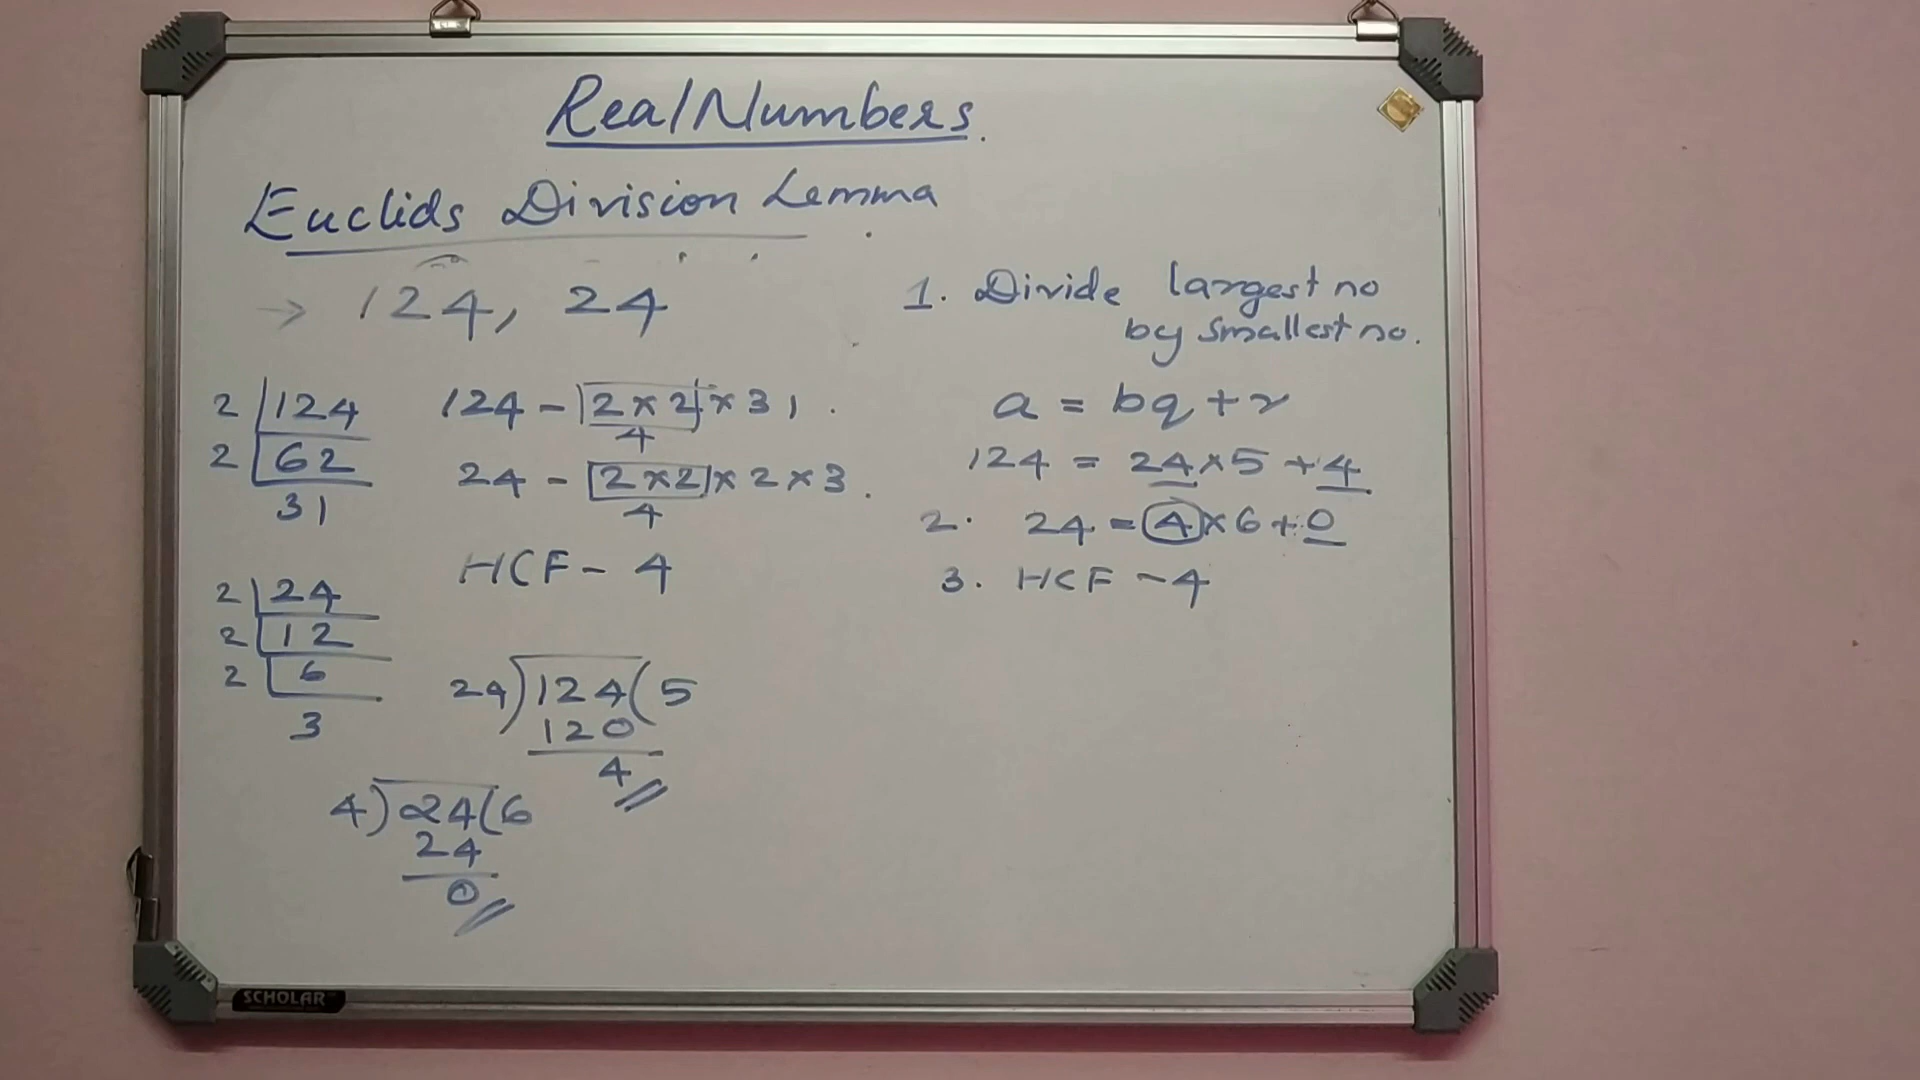 Real Numbers.
Euclids Division Lemma
→ 124, 24
2 | 124
2 | 62
31
2 | 24
2 | 12
2 | 6
3
124 - 2 × 2 × 31.
4
24 - 2 × 2 × 2 × 3.
4
HCF - 4
24) 124 (5
120
4
4) 24 (6
24
0
1. Divide largest no
by smallest no.
a = bq + r
124 = 24 × 5 + 4
2. 24 = 4 × 6 + 0
3. HCF - 4
SCHOLAR